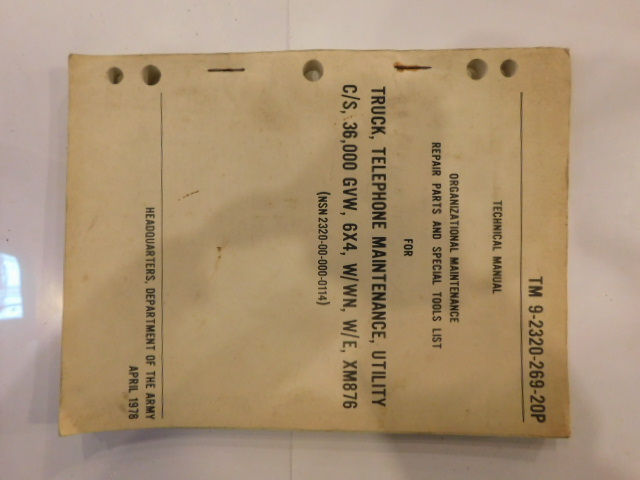 TM 9-2320-269-20P
TECHNICAL MANUAL
ORGANIZATIONAL MAINTENANCE
REPAIR PARTS AND SPECIAL TOOLS LIST
FOR
TRUCK, TELEPHONE MAINTENANCE, UTILITY
C/S, 36,000 GVW, 6X4, W/WN, W/E, XM876
(NSN 2320-00-000-0114)
HEADQUARTERS, DEPARTMENT OF THE ARMY
APRIL 1978